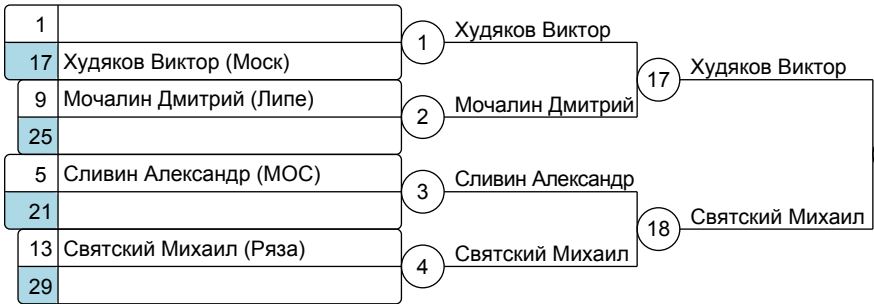 1
17 Худяков Виктор (Моск)
9 Мочалин Дмитрий (Липе)
25
5 Сливин Александр (МОС)
21
13 Святский Михаил (Ряза)
29
1 Худяков Виктор
2 Мочалин Дмитрий
3 Сливин Александр
4 Святский Михаил
17 Худяков Виктор
18 Святский Михаил